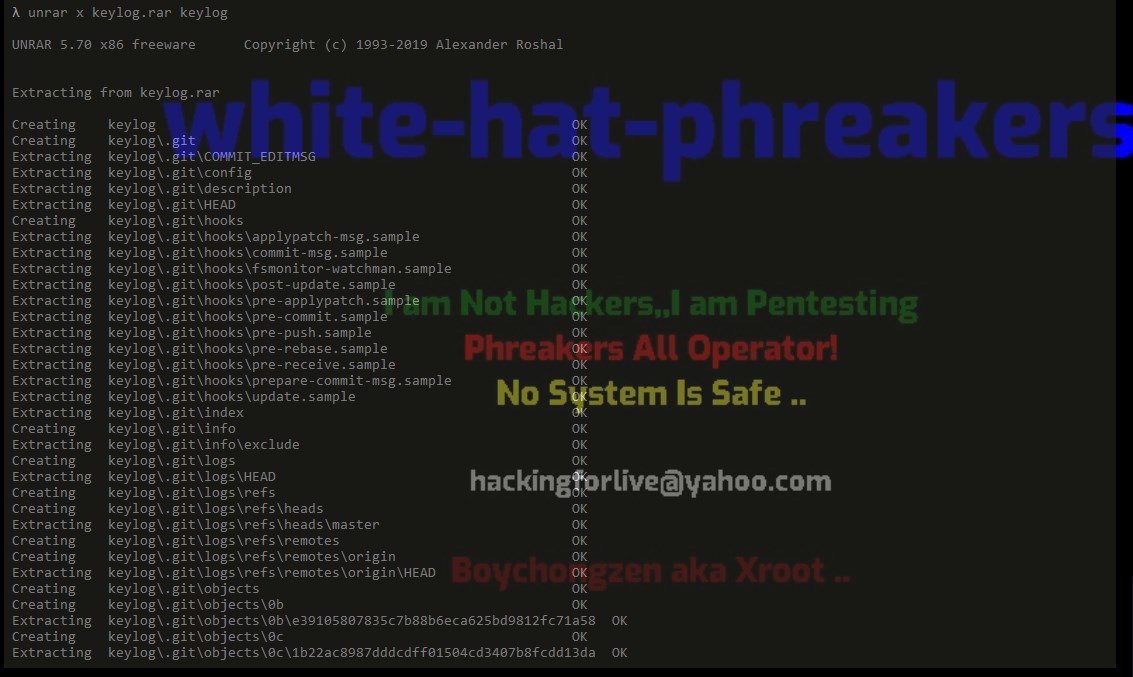 λ unrar x keylog.rar keylog
UNRAR 5.70 x86 freeware      Copyright (c) 1993-2019 Alexander Roshal
Extracting from keylog.rar
white-hat-phreakers
Creating    keylog    OK
Creating    keylog\.git    OK
Extracting  keylog\.git\COMMIT_EDITMSG    OK
Extracting  keylog\.git\config    OK
Extracting  keylog\.git\description    OK
Extracting  keylog\.git\HEAD    OK
Creating    keylog\.git\hooks    OK
Extracting  keylog\.git\hooks\applypatch-msg.sample    OK
Extracting  keylog\.git\hooks\commit-msg.sample    OK
Extracting  keylog\.git\hooks\fsmonitor-watchman.sample    OK
Extracting  keylog\.git\hooks\post-update.sample    OK
Extracting  keylog\.git\hooks\pre-applypatch.sample    OK
I am Not Hackers,,I am Pentesting
Extracting  keylog\.git\hooks\pre-commit.sample    OK
Extracting  keylog\.git\hooks\pre-push.sample    OK
Extracting  keylog\.git\hooks\pre-rebase.sample    OK
Phreakers All Operator!
Extracting  keylog\.git\hooks\pre-receive.sample    OK
Extracting  keylog\.git\hooks\prepare-commit-msg.sample    OK
Extracting  keylog\.git\hooks\update.sample    OK
No System Is Safe ..
Extracting  keylog\.git\index    OK
Creating    keylog\.git\info    OK
Extracting  keylog\.git\info\exclude    OK
Creating    keylog\.git\logs    OK
Extracting  keylog\.git\logs\HEAD    OK
hackingforlive@yahoo.com
Creating    keylog\.git\logs\refs    OK
Creating    keylog\.git\logs\refs\heads    OK
Extracting  keylog\.git\logs\refs\heads\master    OK
Creating    keylog\.git\logs\refs\remotes    OK
Creating    keylog\.git\logs\refs\remotes\origin    OK
Extracting  keylog\.git\logs\refs\remotes\origin\HEAD    OK
Boychongzen aka Xroot ..
Creating    keylog\.git\objects    OK
Creating    keylog\.git\objects\0b    OK
Extracting  keylog\.git\objects\0b\e39105807835c7b88b6eca625bd9812fc71a58  OK
Creating    keylog\.git\objects\0c    OK
Extracting  keylog\.git\objects\0c\1b22ac8987dddcdff01504cd3407b8fcdd13da  OK